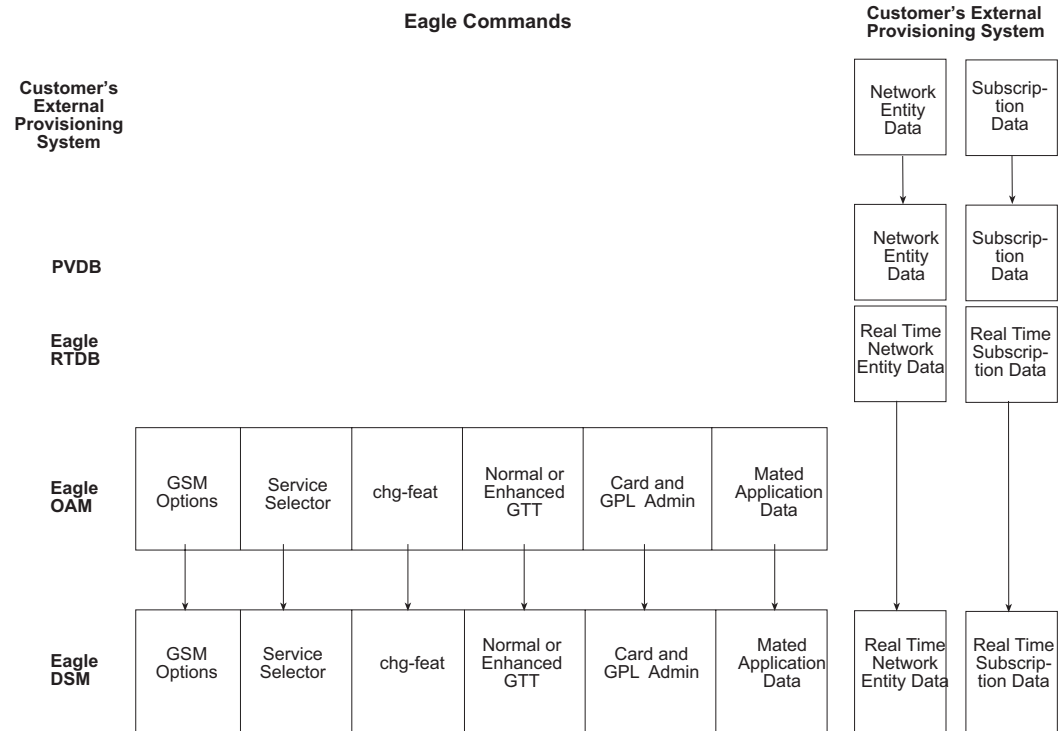 Eagle Commands
Customer's External
Provisioning System
Customer's
External
Provisioning
System
Network
Entity
Data
Subscrip-
tion
Data
PVDB
Network
Entity
Data
Subscrip-
tion
Data
Eagle
RTDB
Real Time
Network
Entity Data
Real Time
Subscrip-
tion Data
Eagle
OAM
GSM
Options
Service
Selector
chg-feat
Normal or
Enhanced
GTT
Card and
GPL Admin
Mated
Application
Data
Eagle
DSM
GSM
Options
Service
Selector
chg-feat
Normal or
Enhanced
GTT
Card and
GPL Admin
Mated
Application
Data
Real Time
Network
Entity Data
Real Time
Subscrip-
tion Data